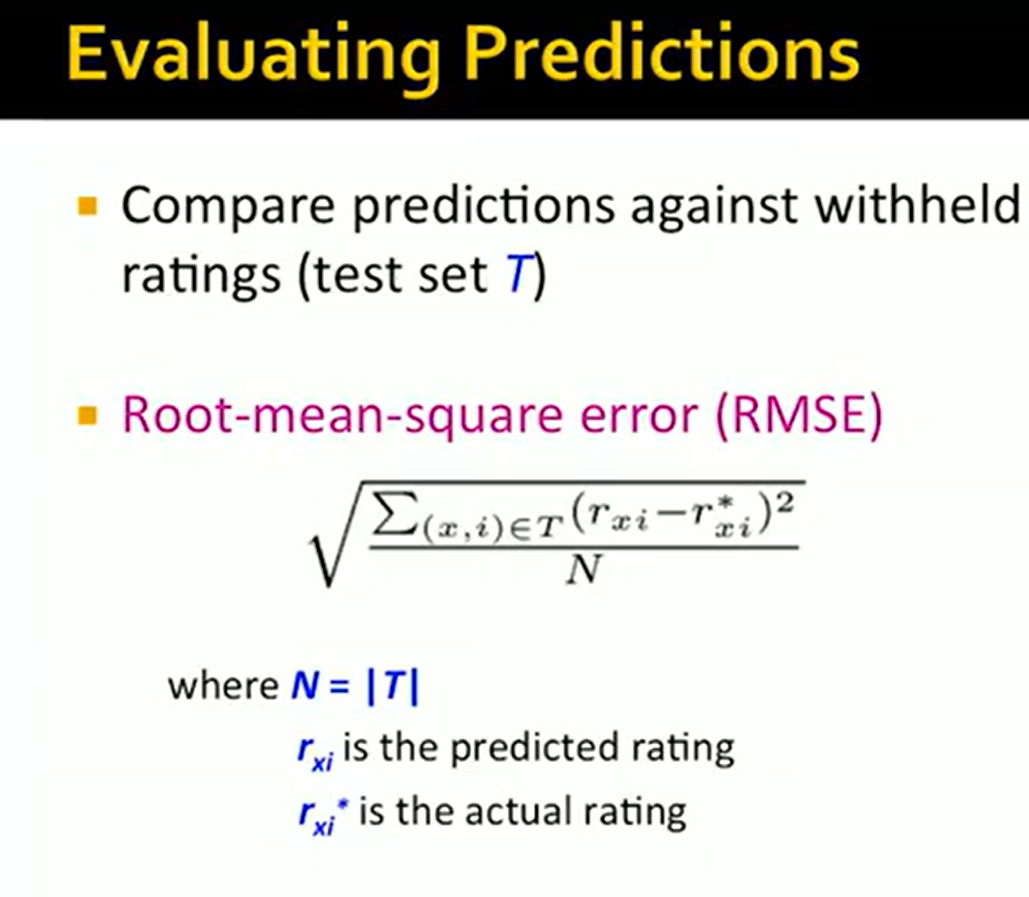 Evaluating Predictions
Compare predictions against withheld
ratings (test set T)
Root-mean-square error (RMSE)
√(∑(x,i)∈T (rxi − r*xi)² / N)
where N = |T|
rxi is the predicted rating
rxi* is the actual rating